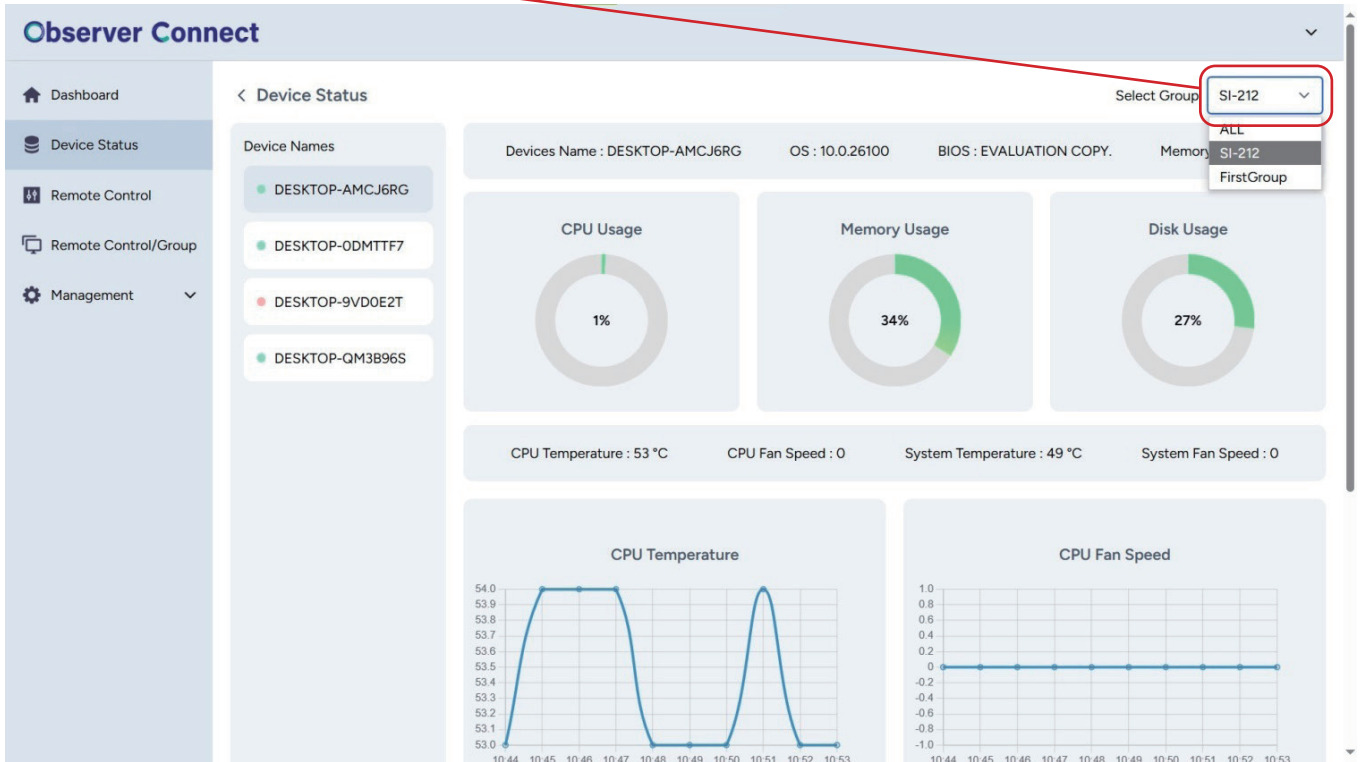 Observer Connect
Dashboard
Device Status
Remote Control
Remote Control/Group
Management
Device Status
Select Group
SI-212
ALL
SI-212
FirstGroup
Device Names
DESKTOP-AMCJ6RG
DESKTOP-0DMTTF7
DESKTOP-9VD0E2T
DESKTOP-QM3B96S
Devices Name : DESKTOP-AMCJ6RG OS : 10.0.26100 BIOS : EVALUATION COPY. Memory
CPU Usage
1%
Memory Usage
34%
Disk Usage
27%
CPU Temperature : 53 °C CPU Fan Speed : 0 System Temperature : 49 °C System Fan Speed : 0
CPU Temperature
54.0
53.9
53.8
53.7
53.6
53.5
53.4
53.3
53.2
53.1
53.0
10:44 10:45 10:46 10:47 10:48 10:49 10:50 10:51 10:52 10:53
CPU Fan Speed
1.0
0.8
0.6
0.4
0.2
0
-0.2
-0.4
-0.6
-0.8
-1.0
10:44 10:45 10:46 10:47 10:48 10:49 10:50 10:51 10:52 10:53